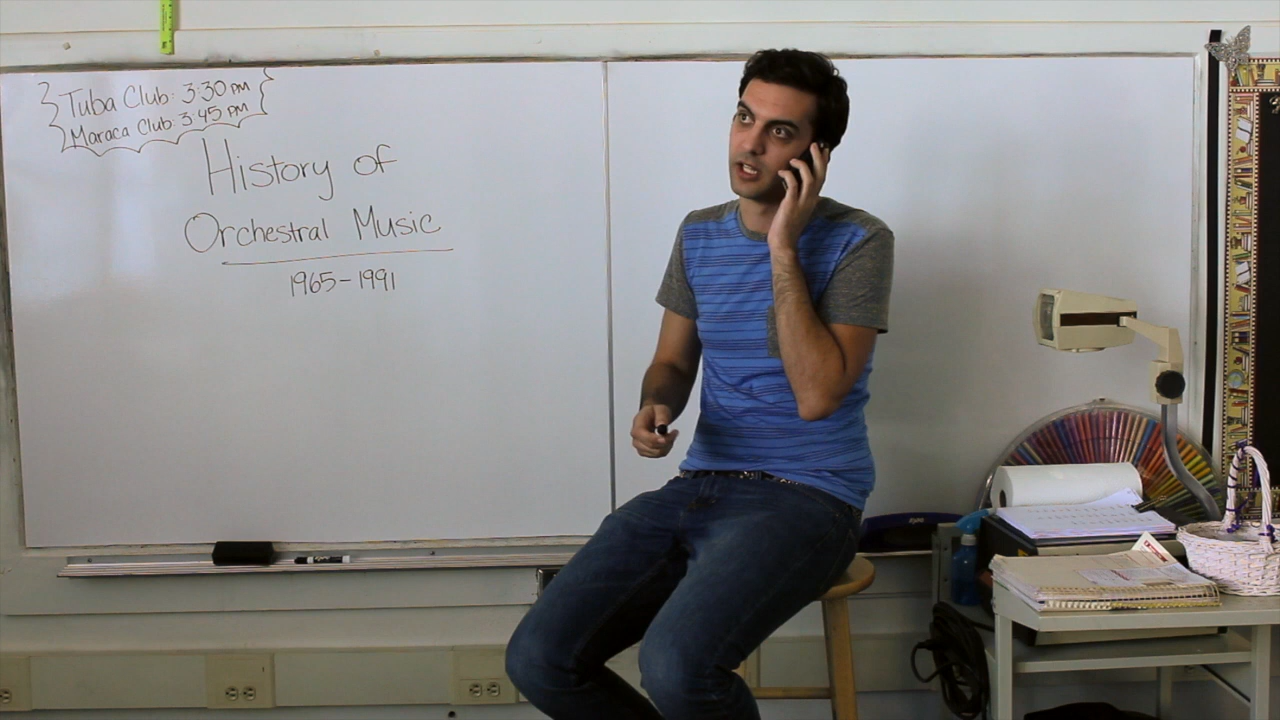 Tuba Club: 3:30 PM
Maraca Club: 3:45 PM
History of
Orchestral Music
1965-1991